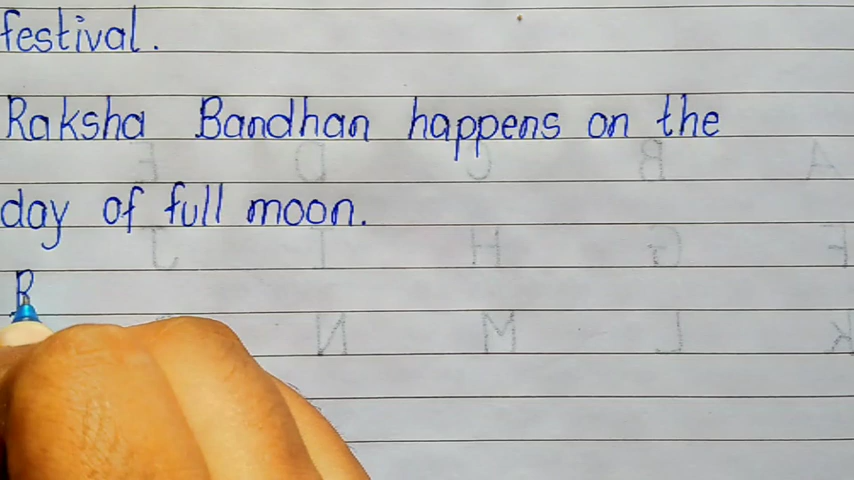 festival.
Raksha Bandhan happens on the
day of full moon.
R